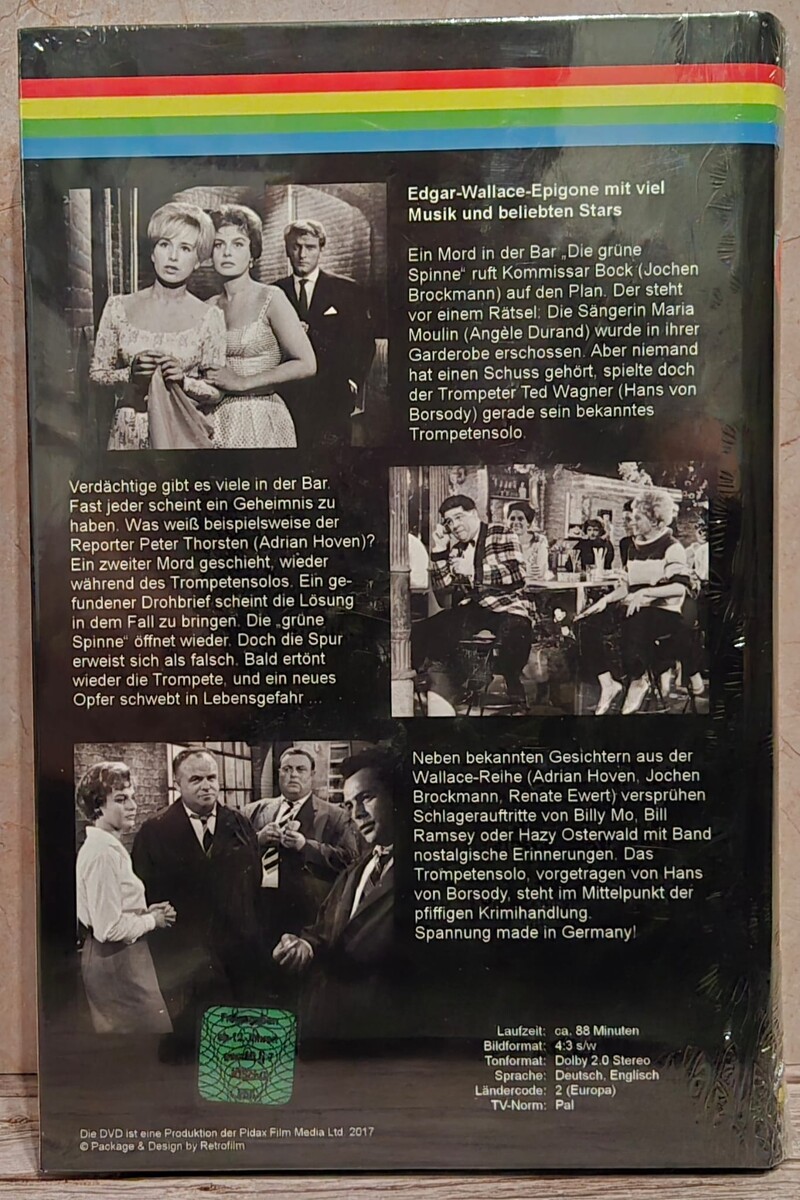 Edgar-Wallace-Epigone mit viel
Musik und beliebten Stars
Ein Mord in der Bar „Die grüne
Spinne“ ruft Kommissar Bock (Jochen
Brockmann) auf den Plan. Der steht
vor einem Rätsel: Die Sängerin Maria
Moulin (Angèle Durand) wurde in ihrer
Garderobe erschossen. Aber niemand
hat einen Schuss gehört, spielte doch
der Trompeter Ted Wagner (Hans von
Borsody) gerade sein bekanntes
Trompetensolo.
Verdächtige gibt es viele in der Bar.
Fast jeder scheint ein Geheimnis zu
haben. Was weiß beispielsweise der
Reporter Peter Thorsten (Adrian Hoven)?
Ein zweiter Mord geschieht, wieder
während des Trompetensolos. Ein ge-
fundener Drohbrief scheint die Lösung
in dem Fall zu bringen. Die „grüne
Spinne“ öffnet wieder. Doch die Spur
erweist sich als falsch. Bald ertönt
wieder die Trompete, und ein neues
Opfer schwebt in Lebensgefahr ...
Neben bekannten Gesichtern aus der
Wallace-Reihe (Adrian Hoven, Jochen
Brockmann, Renate Ewert) versprühen
Schlagerauftritte von Billy Mo, Bill
Ramsey oder Hazy Osterwald mit Band
nostalgische Erinnerungen. Das
Trompetensolo, vorgetragen von Hans
von Borsody, steht im Mittelpunkt der
pfiffigen Krimihandlung.
Spannung made in Germany!
Laufzeit: ca. 88 Minuten
Bildformat: 4:3 s/w
Tonformat: Dolby 2.0 Stereo
Sprache: Deutsch, Englisch
Ländercode: 2 (Europa)
TV-Norm: Pal
Die DVD ist eine Produktion der Pidax Film Media Ltd. 2017
© Package & Design by Retrofilm